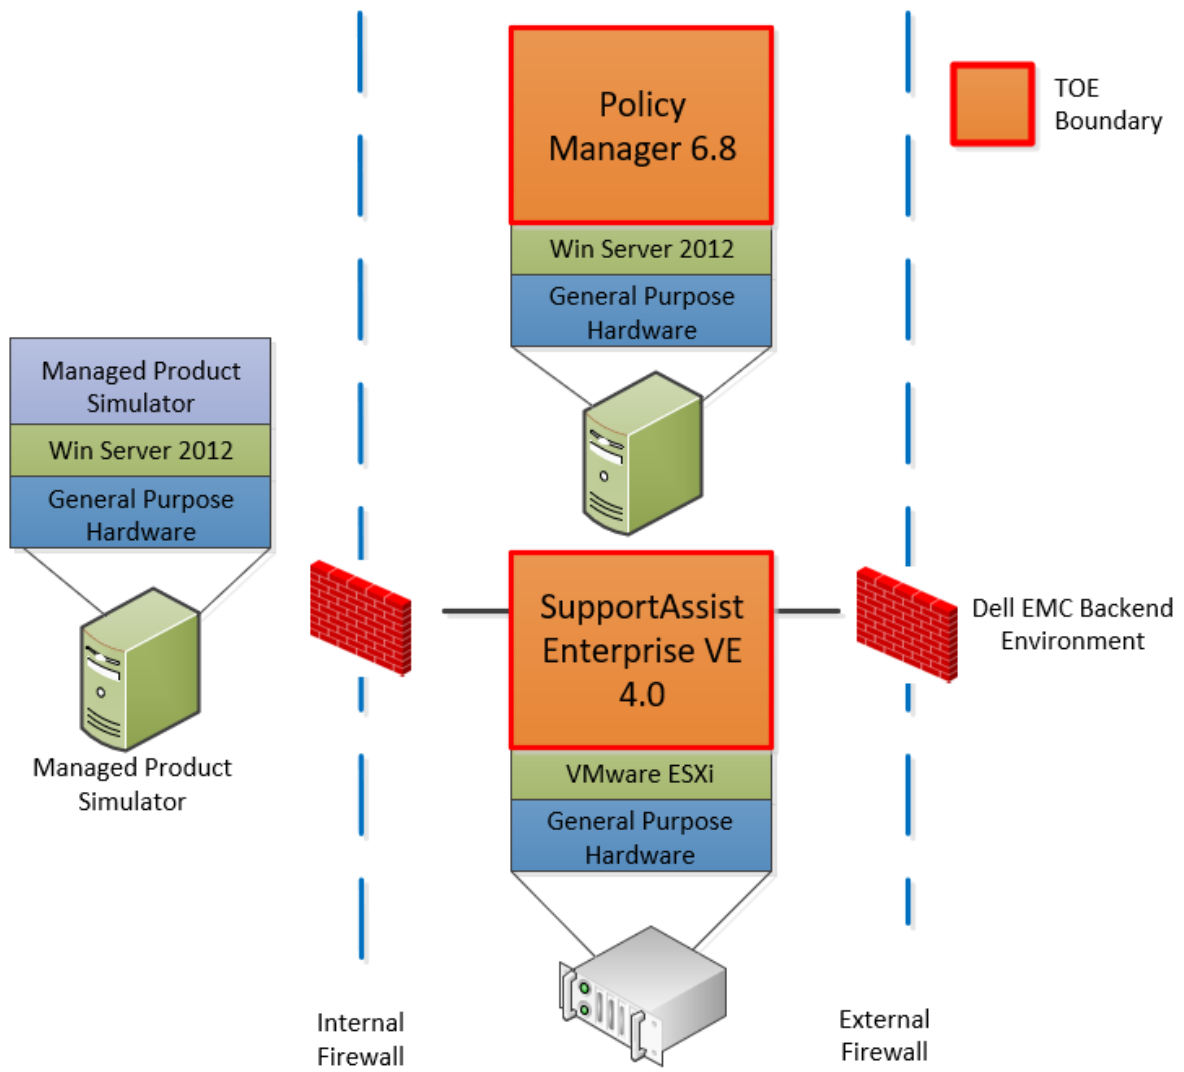 Policy
Manager 6.8
Win Server 2012
General Purpose
Hardware
TOE
Boundary
Managed Product
Simulator
Win Server 2012
General Purpose
Hardware
Managed Product
Simulator
SupportAssist
Enterprise VE
4.0
VMware ESXi
General Purpose
Hardware
Dell EMC Backend
Environment
Internal
Firewall
External
Firewall